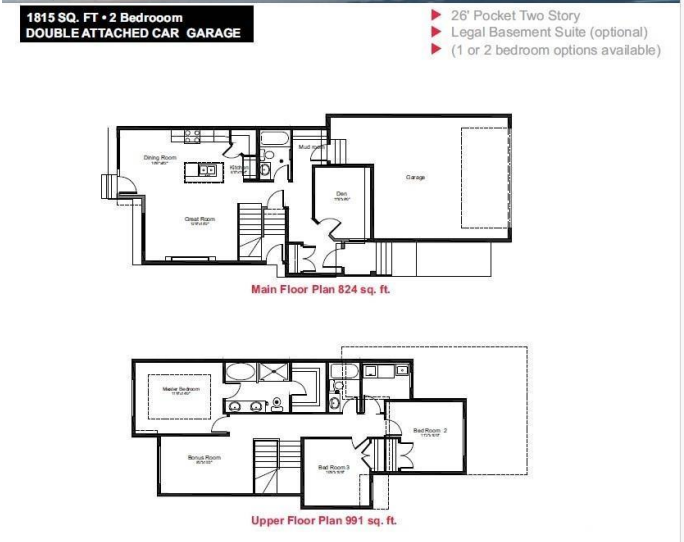 1815 SQ. FT • 2 Bedrooom
DOUBLE ATTACHED CAR GARAGE
26' Pocket Two Story
Legal Basement Suite (optional)
(1 or 2 bedroom options available)
Dining Room
Kitchen
Mud room
Den
Garage
Great Room
Main Floor Plan 824 sq. ft.
Master Bedroom
Bonus Room
Bed Room 3
Bed Room 2
Upper Floor Plan 991 sq. ft.